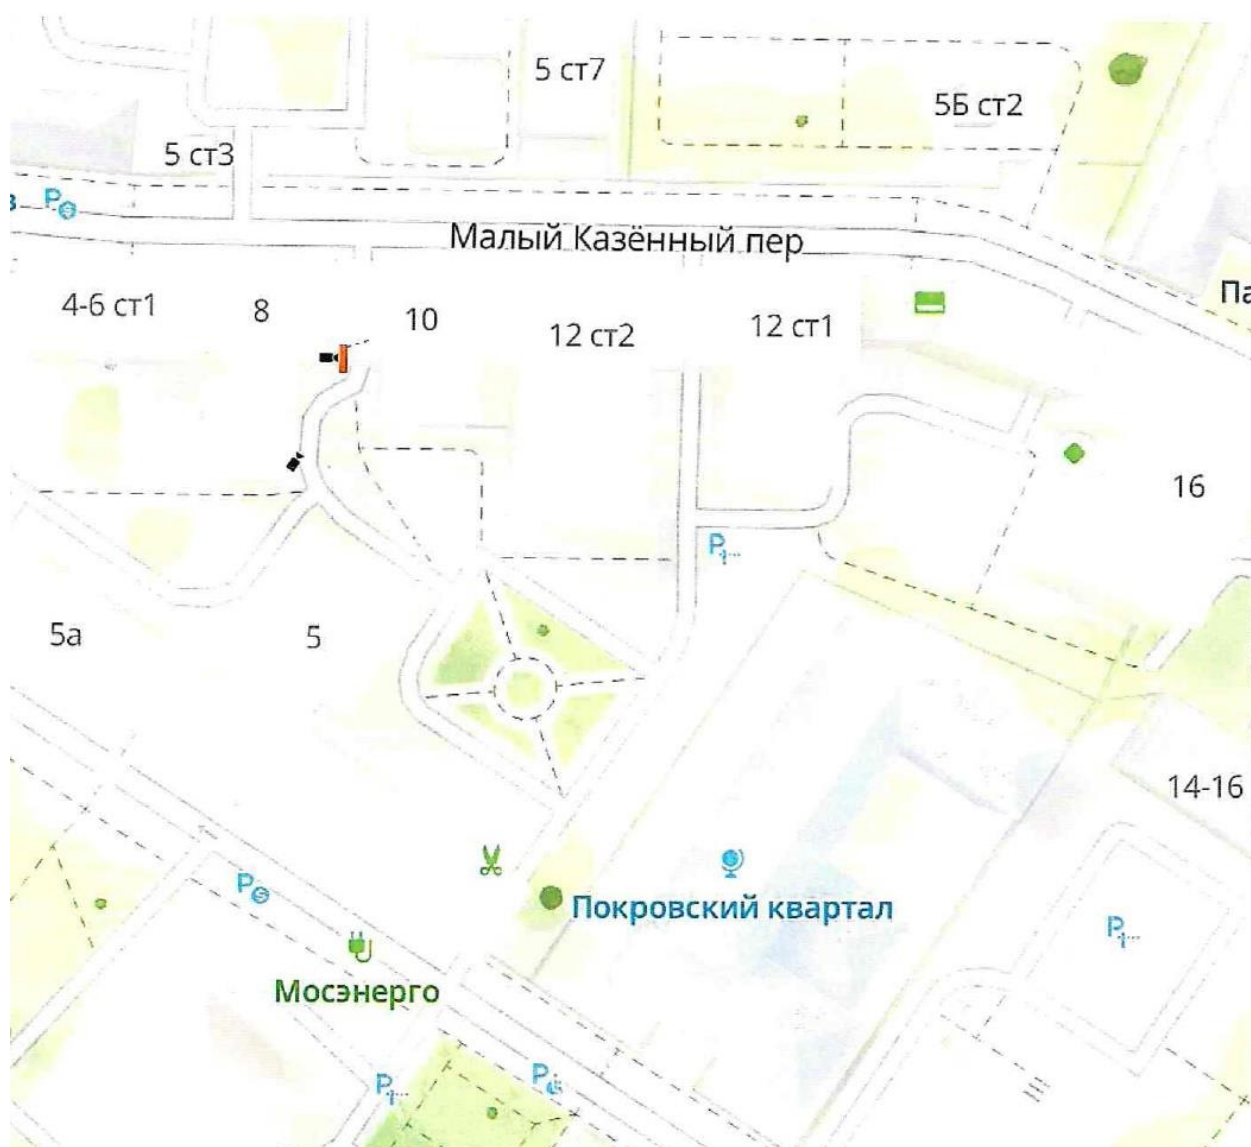 5 ст7
5Б ст2
5 ст3
Р
Малый Казённый пер
4-6 ст1
8
10
12 ст2
12 ст1
Па
16
Р
5а
5
14-16
Р
Покровский квартал
Р
Мосэнерго
Р
Р